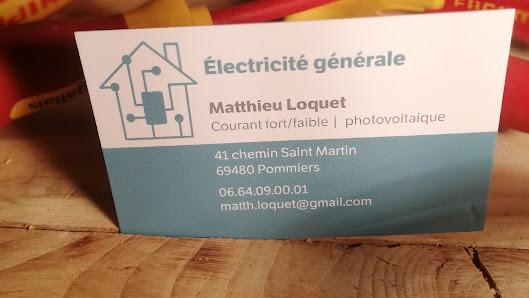 Électricité générale
Matthieu Loquet
Courant fort/faible | photovoltaique
41 chemin Saint Martin
69480 Pommiers
06.64.09.00.01
matth.loquet@gmail.com